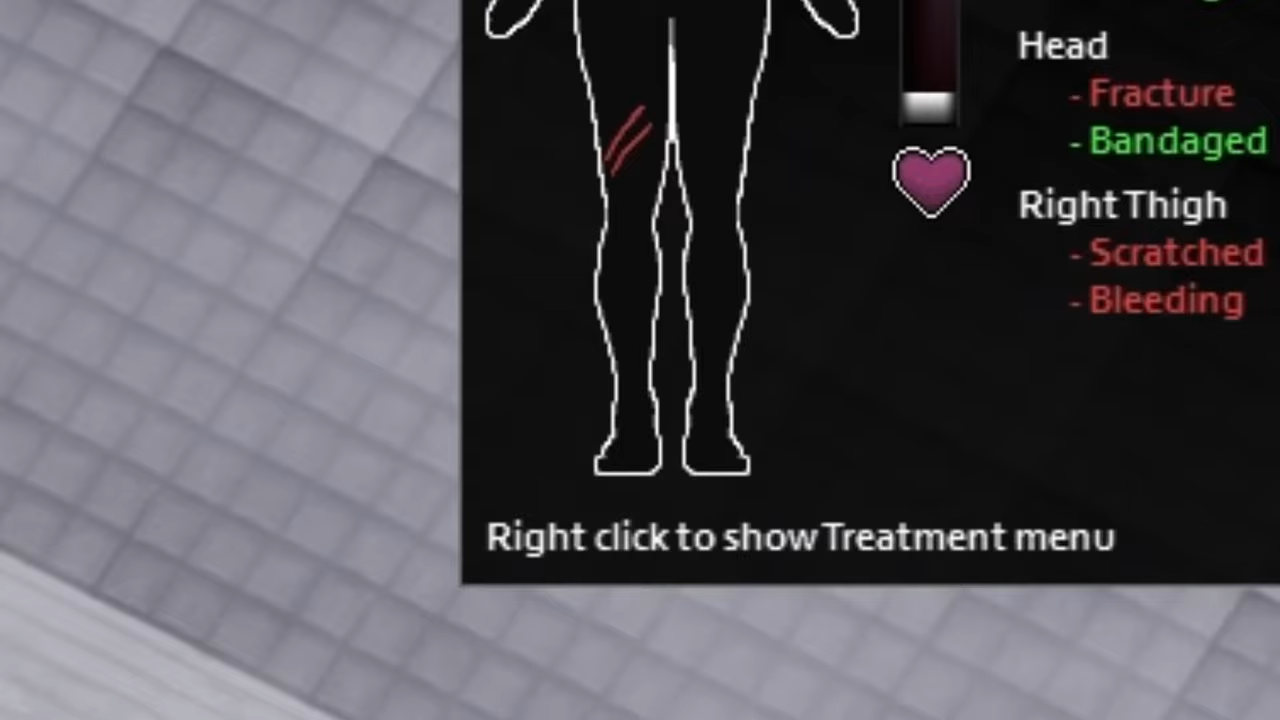 Head
- Fracture
- Bandaged
Right Thigh
- Scratched
- Bleeding
Right click to show Treatment menu